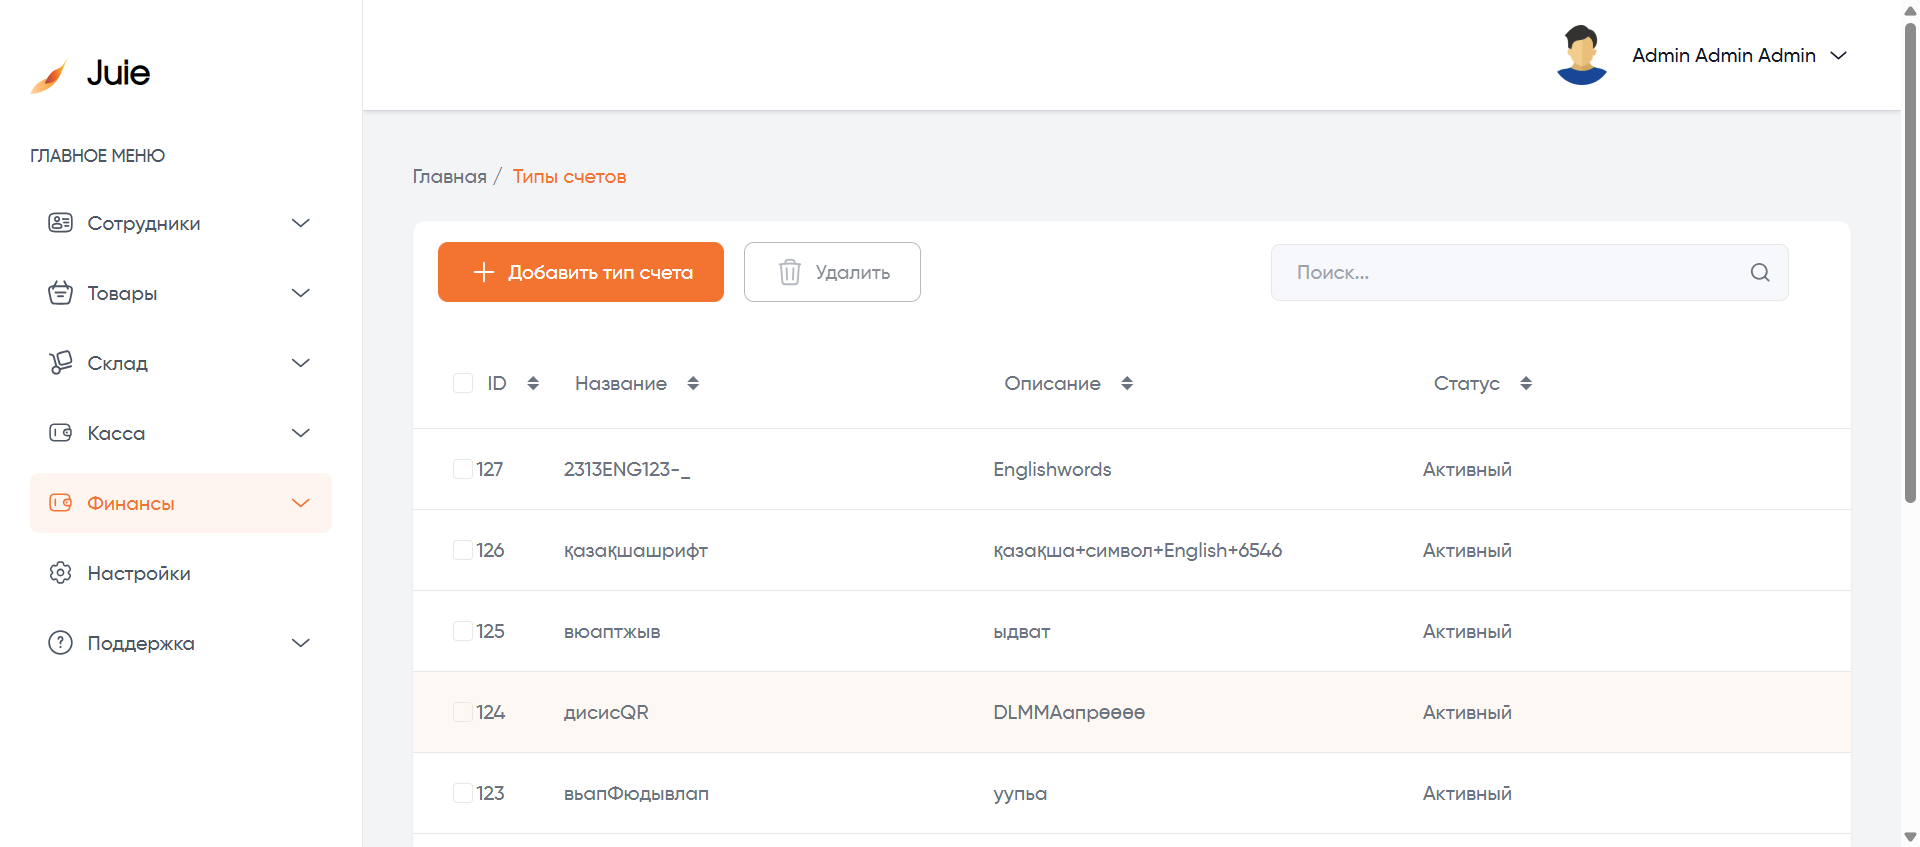 Juie
Admin Admin Admin
ГЛАВНОЕ МЕНЮ
Сотрудники
Товары
Склад
Касса
Финансы
Настройки
Поддержка
Главная / Типы счетов
Добавить тип счета
Удалить
Поиск...
ID Название Описание Статус
127 2313ENG123-_ Englishwords Активный
126 қазақшашрифт қазақша+символ+English+6546 Активный
125 вюаптжыв ыдват Активный
124 дисисQR DLMMAапрөөөө Активный
123 вьапФюдывлап уупьа Активный